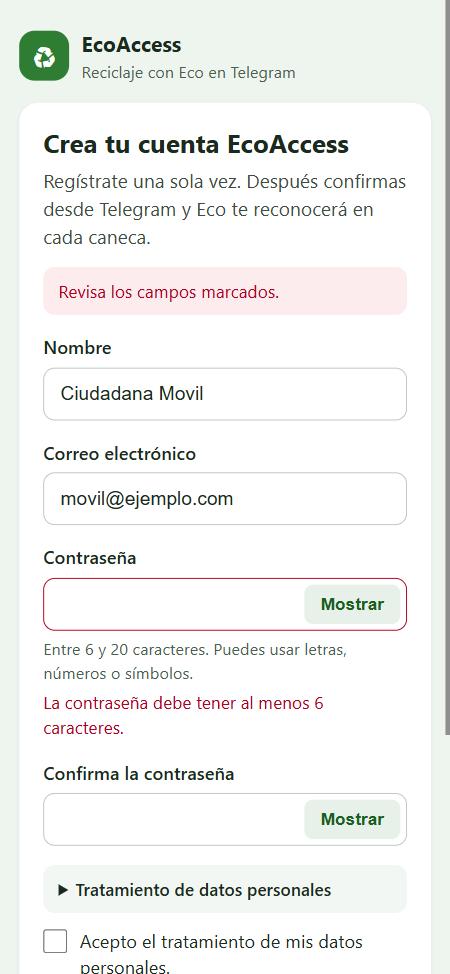 EcoAccess
Reciclaje con Eco en Telegram
Crea tu cuenta EcoAccess
Regístrate una sola vez. Después confirmas
desde Telegram y Eco te reconocerá en
cada caneca.
Revisa los campos marcados.
Nombre
Ciudadana Movil
Correo electrónico
movil@ejemplo.com
Contraseña
Mostrar
Entre 6 y 20 caracteres. Puedes usar letras,
números o símbolos.
La contraseña debe tener al menos 6
caracteres.
Confirma la contraseña
Mostrar
Tratamiento de datos personales
Acepto el tratamiento de mis datos
personales.